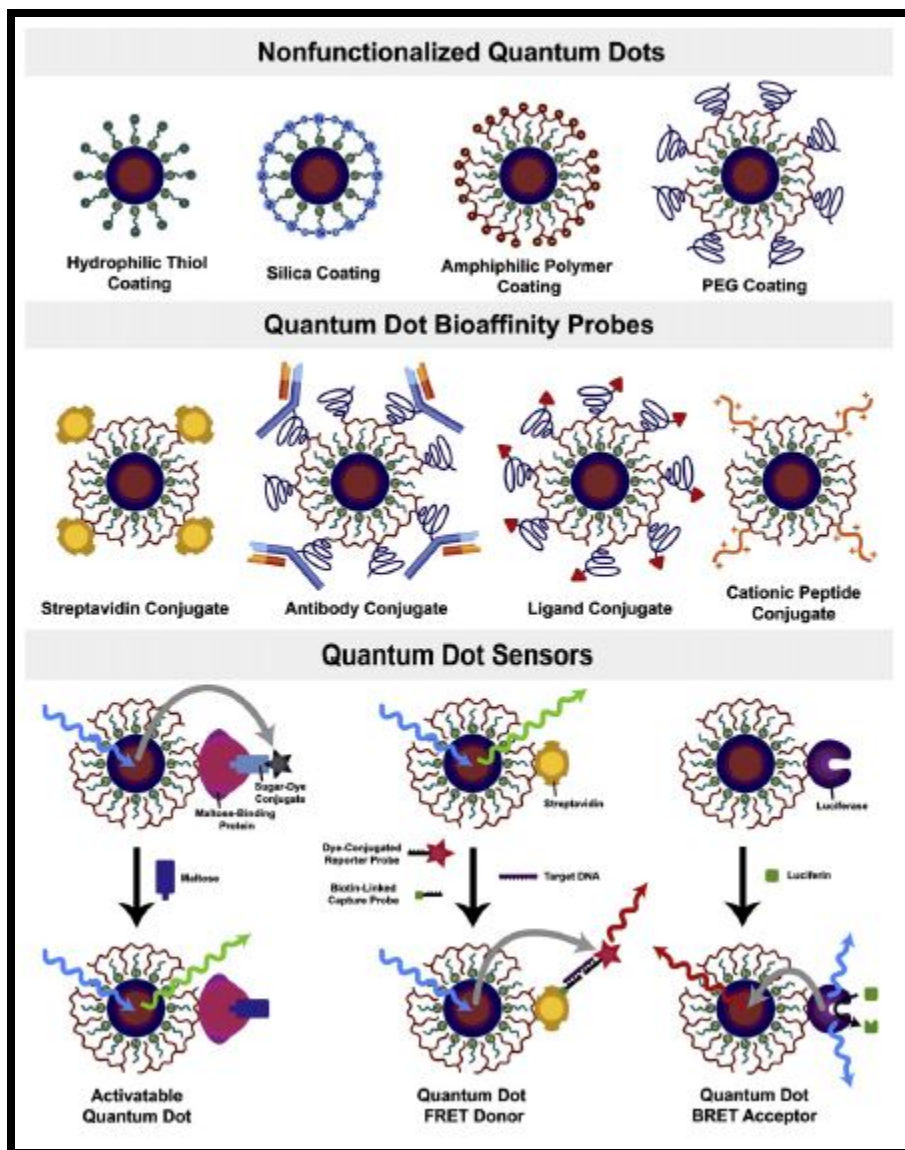 Nonfunctionalized Quantum Dots
Hydrophilic Thiol
Coating
Silica Coating
Amphiphilic Polymer
Coating
PEG Coating
Quantum Dot Bioaffinity Probes
Streptavidin Conjugate
Antibody Conjugate
Ligand Conjugate
Cationic Peptide
Conjugate
Quantum Dot Sensors
Sugar-Dye
Conjugate
Maltose-Binding
Protein
Streptavidin
Luciferase
Maltose
Dye-Conjugated
Reporter Probe
Biotin-Linked
Capture Probe
Target DNA
Luciferin
Activatable
Quantum Dot
Quantum Dot
FRET Donor
Quantum Dot
BRET Acceptor